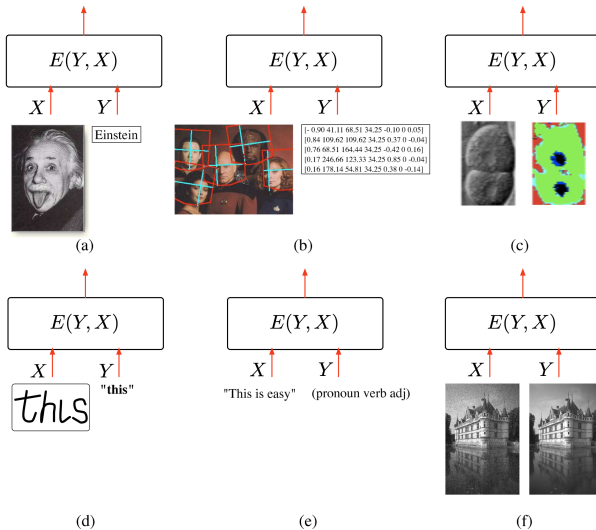 E(Y, X)
E(Y, X)
E(Y, X)
X Y
X Y
X Y
Einstein
[- 0.90 41.11 68.51 34.25 -0.10 0 0.05]
[0.84 109.62 109.62 34.25 0.37 0 -0.04]
[0.76 68.51 164.44 34.25 -0.42 0 0.16]
[0.17 246.66 123.33 34.25 0.85 0 -0.04]
[0.16 178.14 54.81 34.25 0.38 0 -0.14]
(a)
(b)
(c)
E(Y, X)
E(Y, X)
E(Y, X)
X Y
X Y
X Y
this
"this"
"This is easy"
(pronoun verb adj)
(d)
(e)
(f)